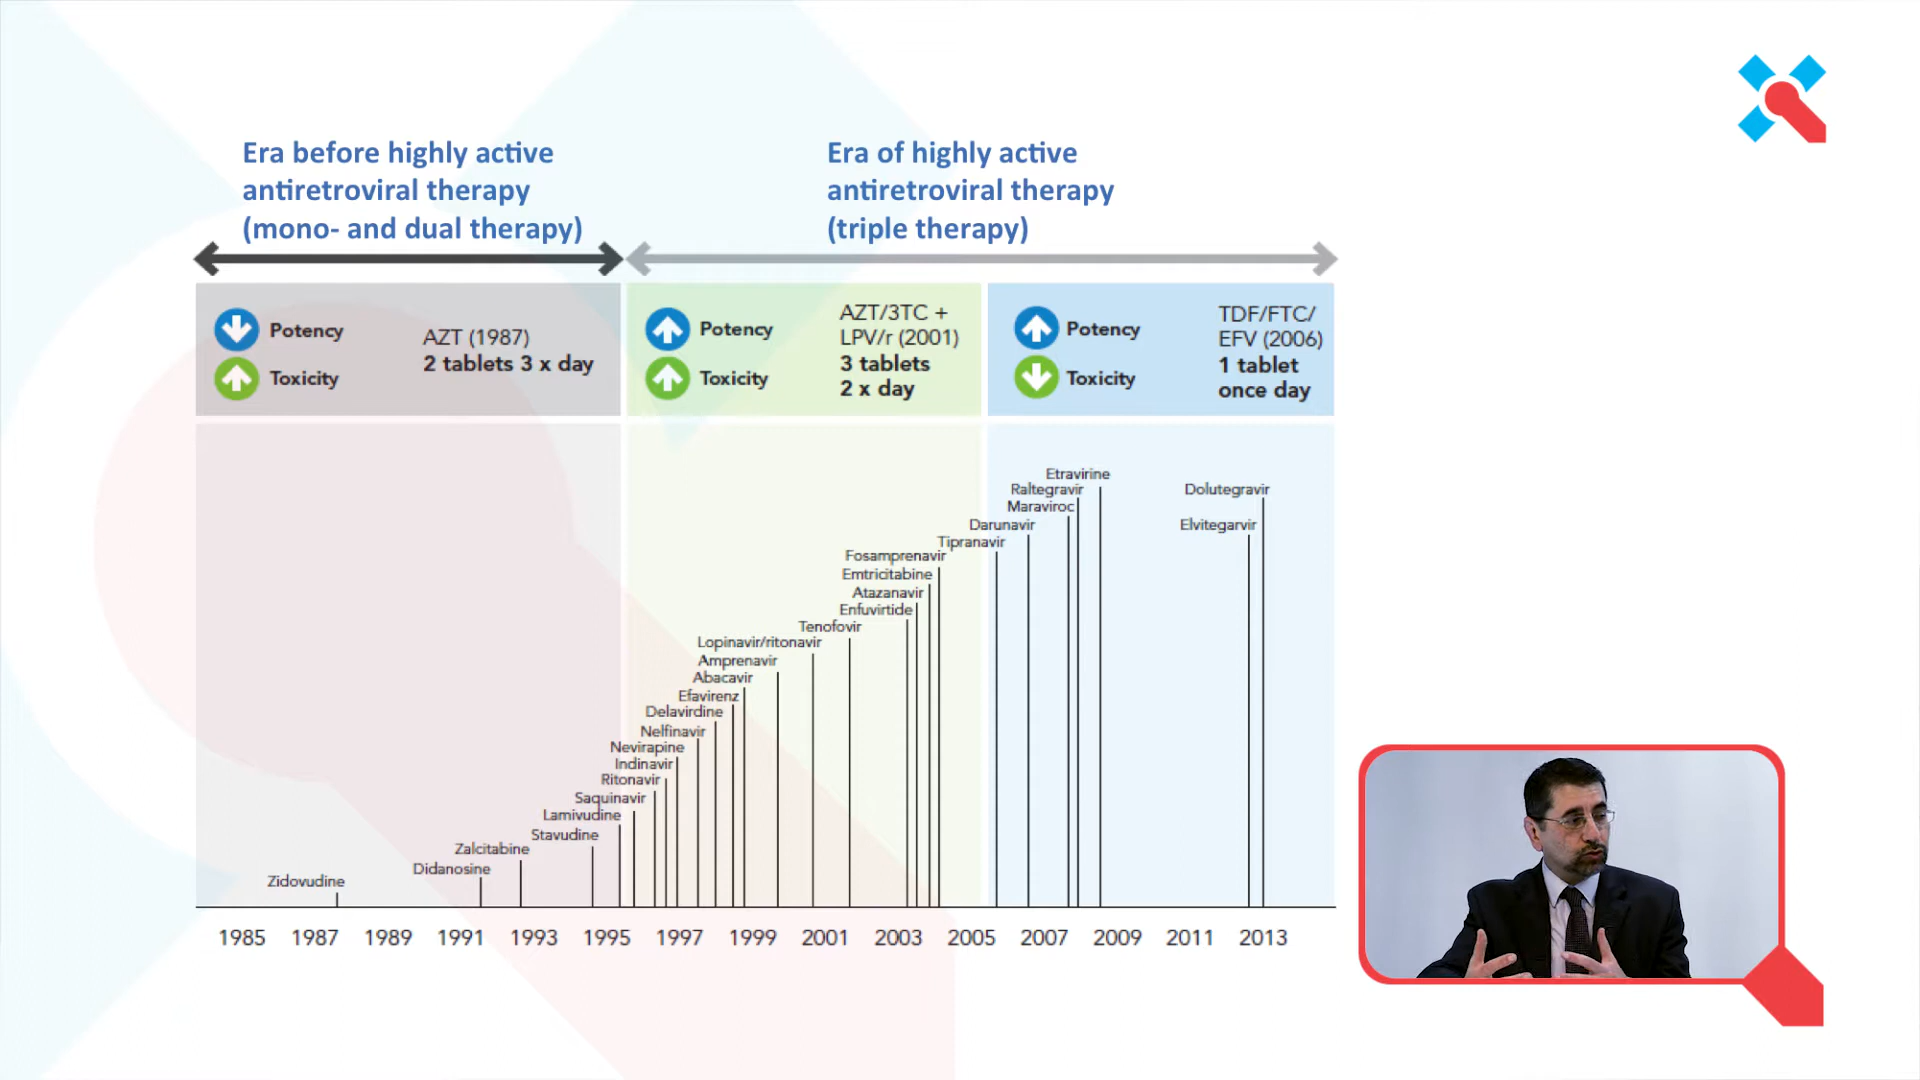 Era before highly active
antiretroviral therapy
(mono- and dual therapy)
Era of highly active
antiretroviral therapy
(triple therapy)
Potency
Toxicity
AZT (1987)
2 tablets 3 x day
Potency
Toxicity
AZT/3TC +
LPV/r (2001)
3 tablets
2 x day
Potency
Toxicity
TDF/FTC/
EFV (2006)
1 tablet
once day
Etravirine
Raltegravir
Maraviroc
Darunavir
Tipranavir
Dolutegravir
Elvitegarvir
Fosamprenavir
Emtricitabine
Atazanavir
Enfuvirtide
Tenofovir
Lopinavir/ritonavir
Amprenavir
Abacavir
Efavirenz
Delavirdine
Nelfinavir
Nevirapine
Indinavir
Ritonavir
Saquinavir
Lamivudine
Stavudine
Zalcitabine
Didanosine
Zidovudine
1985 1987 1989 1991 1993 1995 1997 1999 2001 2003 2005 2007 2009 2011 2013